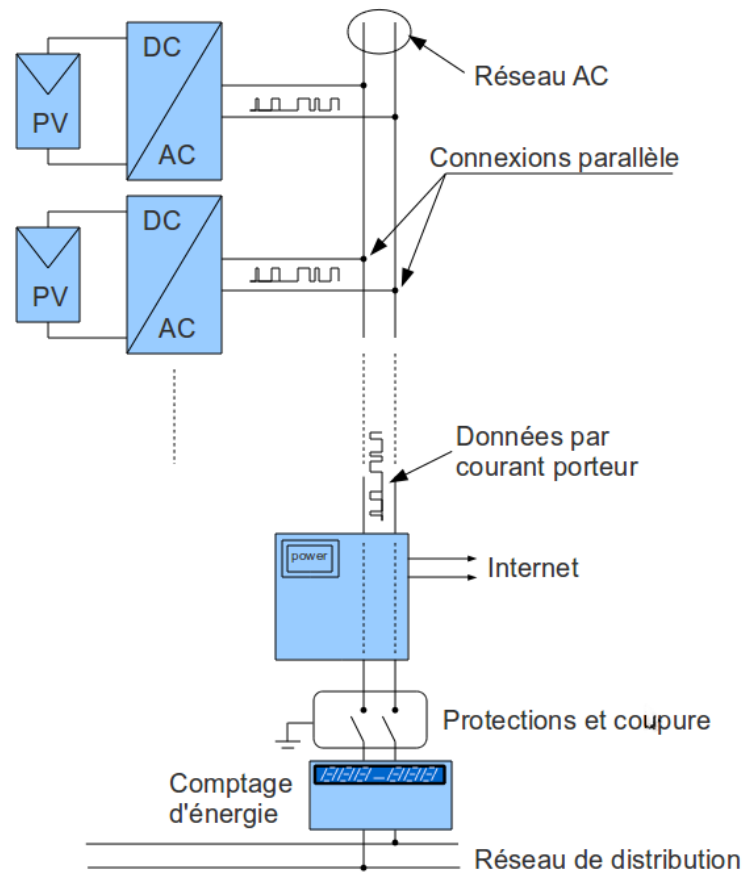 DC
PV
AC
Réseau AC
Connexions parallèle
DC
PV
AC
Données par
courant porteur
power
Internet
Protections et coupure
Comptage
d'énergie
Réseau de distribution